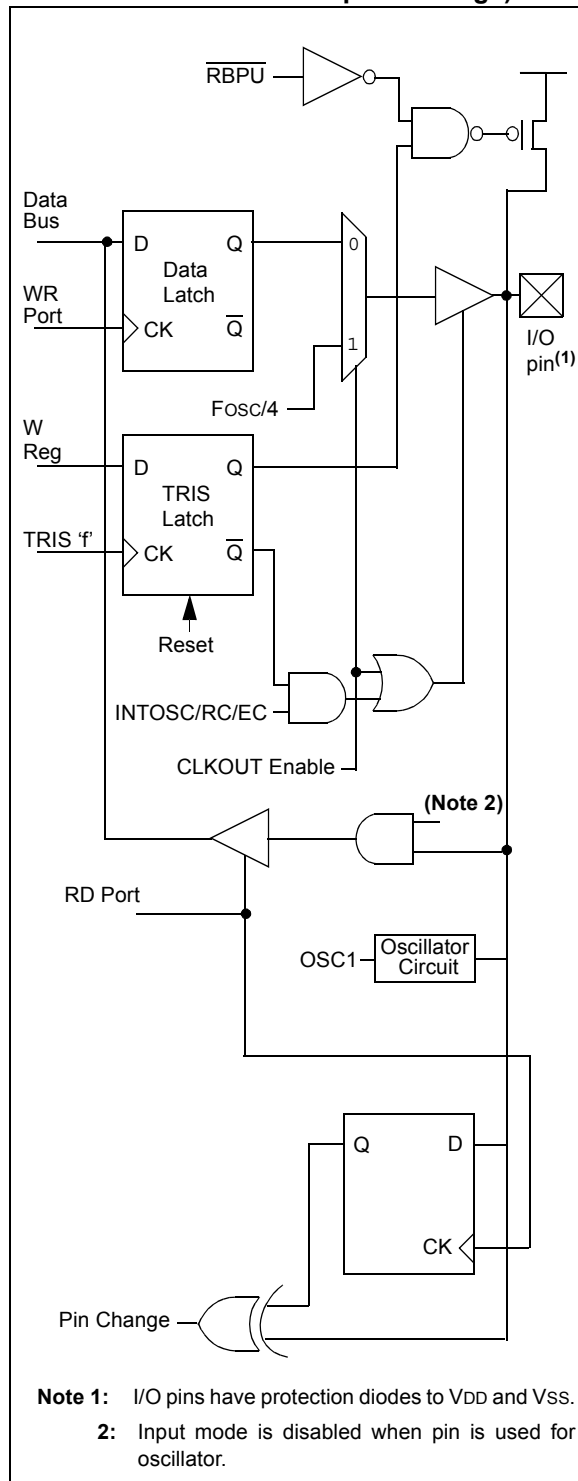 RBPU
Data
Bus
D Q
0
Data
Latch
WR
Port
CK Q
1
I/O
pin(1)
FOSC/4
W
Reg
D Q
TRIS
Latch
TRIS ‘f’
CK Q
Reset
INTOSC/RC/EC
CLKOUT Enable
(Note 2)
RD Port
OSC1
Oscillator
Circuit
Q D
CK
Pin Change
Note 1: I/O pins have protection diodes to VDD and VSS.
2: Input mode is disabled when pin is used for
oscillator.